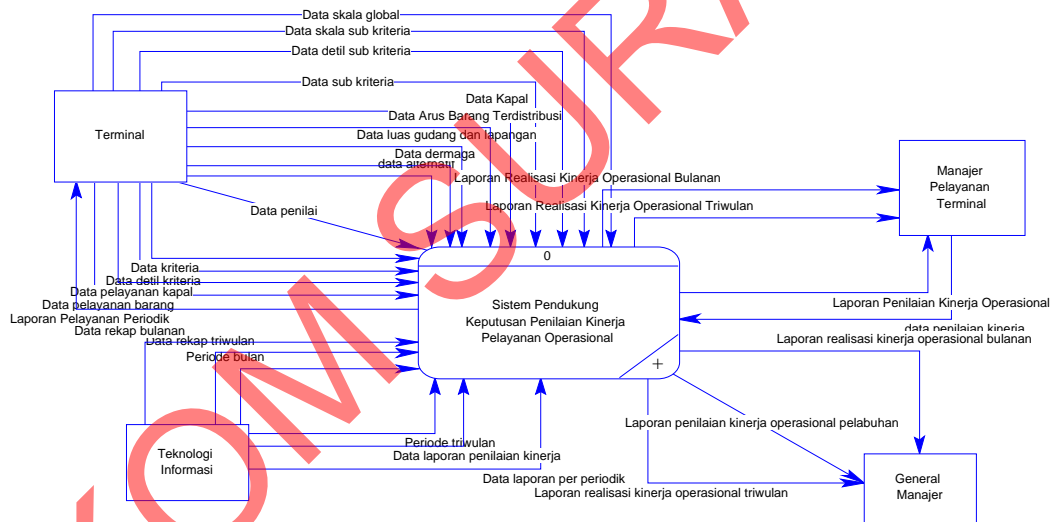 Data skala global
Data skala sub kriteria
Data detil sub kriteria
Data sub kriteria
Data Kapal
Data Arus Barang Terdistribusi
Terminal
Data luas gudang dan lapangan
Data dermaga
data alternatif
Laporan Realisasi Kinerja Operasional Bulanan
Manajer
Pelayanan
Terminal
Laporan Realisasi Kinerja Operasional Triwulan
Data penilai
0
Data kriteria
Data detil kriteria
Data pelayanan kapal
Data pelayanan barang
Laporan Pelayanan Periodik
Data rekap bulanan
Data rekap triwulan
Periode bulan
Sistem Pendukung
Keputusan Penilaian Kinerja
Pelayanan Operasional
+
Laporan Penilaian Kinerja Operasional
data penilaian kinerja
Laporan realisasi kinerja operasional bulanan
Laporan penilaian kinerja operasional pelabuhan
Teknologi
Informasi
Periode triwulan
Data laporan penilaian kinerja
Data laporan per periodik
Laporan realisasi kinerja operasional triwulan
General
Manajer
OM SUR